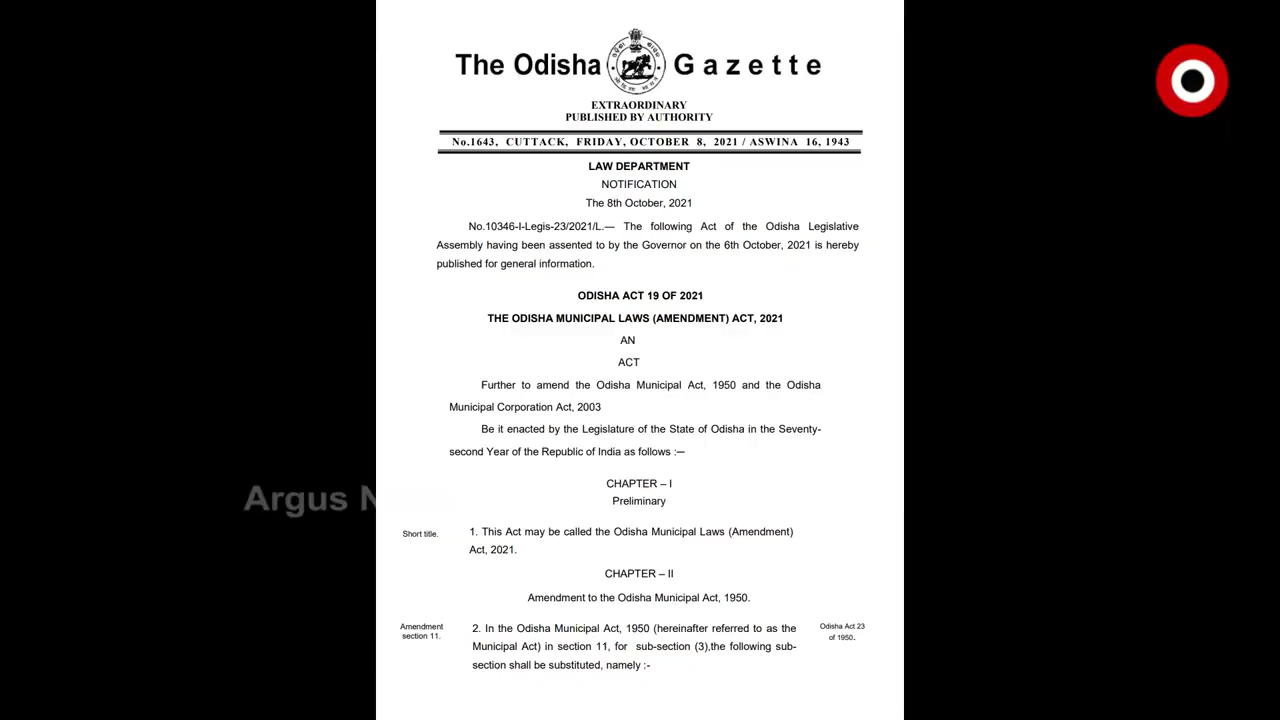 The Odisha Gazette
EXTRAORDINARY
PUBLISHED BY AUTHORITY
No.1643, CUTTACK, FRIDAY, OCTOBER 8, 2021 / ASWINA 16, 1943
LAW DEPARTMENT
NOTIFICATION
The 8th October, 2021
No.10346-I-Legis-23/2021/L.— The following Act of the Odisha Legislative
Assembly having been assented to by the Governor on the 6th October, 2021 is hereby
published for general information.
ODISHA ACT 19 OF 2021
THE ODISHA MUNICIPAL LAWS (AMENDMENT) ACT, 2021
AN
ACT
Further to amend the Odisha Municipal Act, 1950 and the Odisha
Municipal Corporation Act, 2003
Be it enacted by the Legislature of the State of Odisha in the Seventy-
second Year of the Republic of India as follows :─
CHAPTER – I
Preliminary
Argus N
Short title.
1. This Act may be called the Odisha Municipal Laws (Amendment)
Act, 2021.
CHAPTER – II
Amendment to the Odisha Municipal Act, 1950.
Amendment
section 11.
2. In the Odisha Municipal Act, 1950 (hereinafter referred to as the
Municipal Act) in section 11, for sub-section (3),the following sub-
section shall be substituted, namely :-
Odisha Act 23
of 1950.